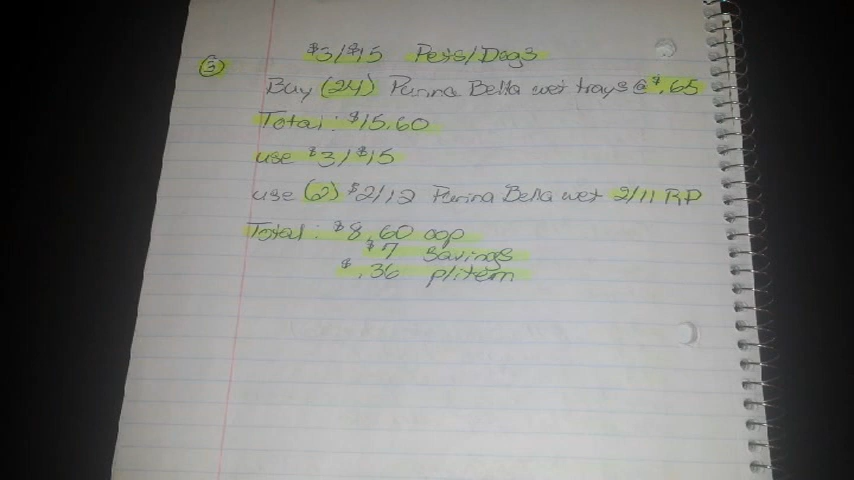 ③ $3/$15 Pets/Dogs
Buy (24) Purina Bella wet trays @ $.65
Total: $15.60
use $3/$15
use (2) $2/12 Purina Bella wet 2/11 RP
Total: $8.60 oop
$7 savings
$.36 p/item